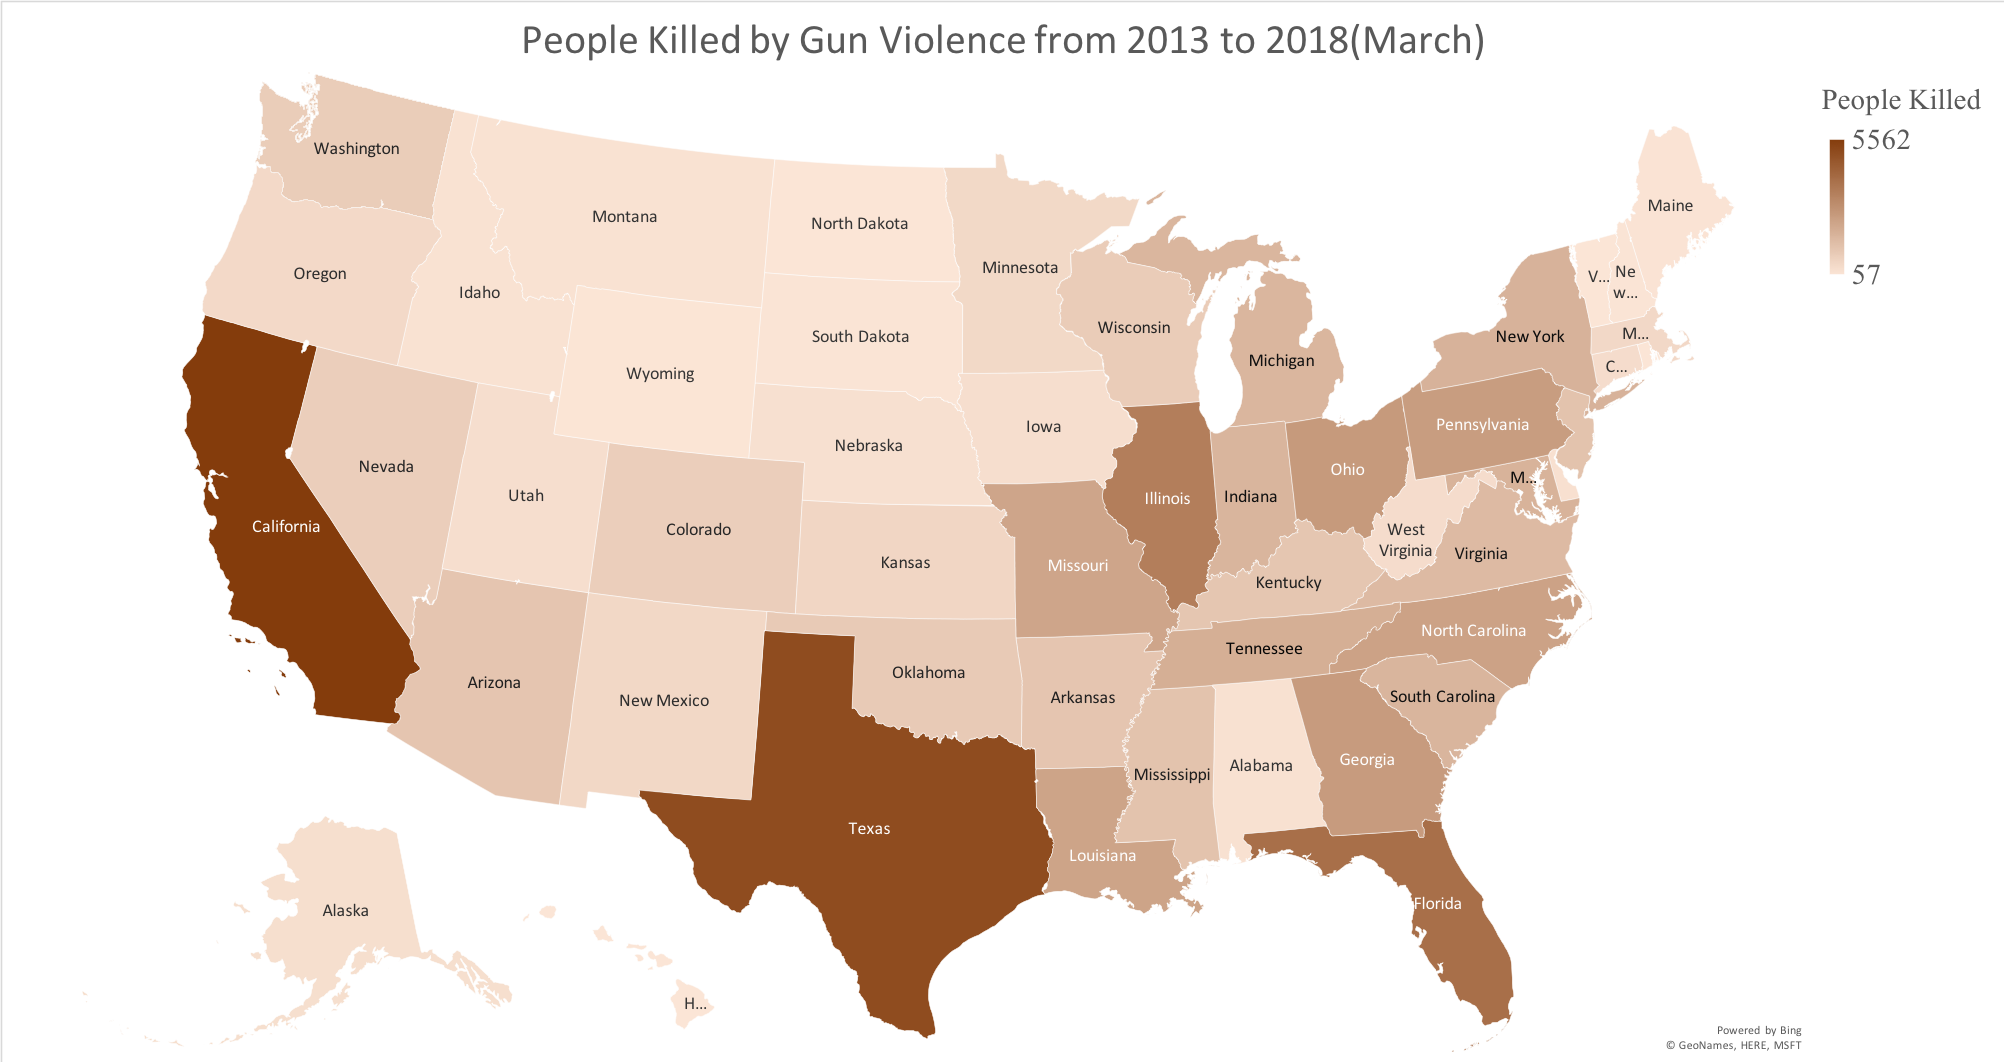 People Killed by Gun Violence from 2013 to 2018(March)
People Killed
5562
57
Washington
Montana
North Dakota
Minnesota
Maine
Oregon
Idaho
South Dakota
Wisconsin
Michigan
New York
V...
Ne
w...
M...
C...
Wyoming
Iowa
Nebraska
Pennsylvania
Nevada
Utah
Colorado
Kansas
Missouri
Illinois
Indiana
Ohio
M...
West
Virginia
Virginia
Kentucky
California
North Carolina
Tennessee
Arizona
New Mexico
Oklahoma
Arkansas
South Carolina
Mississippi
Alabama
Georgia
Texas
Louisiana
Florida
Alaska
H...
Powered by Bing
© GeoNames, HERE, MSFT